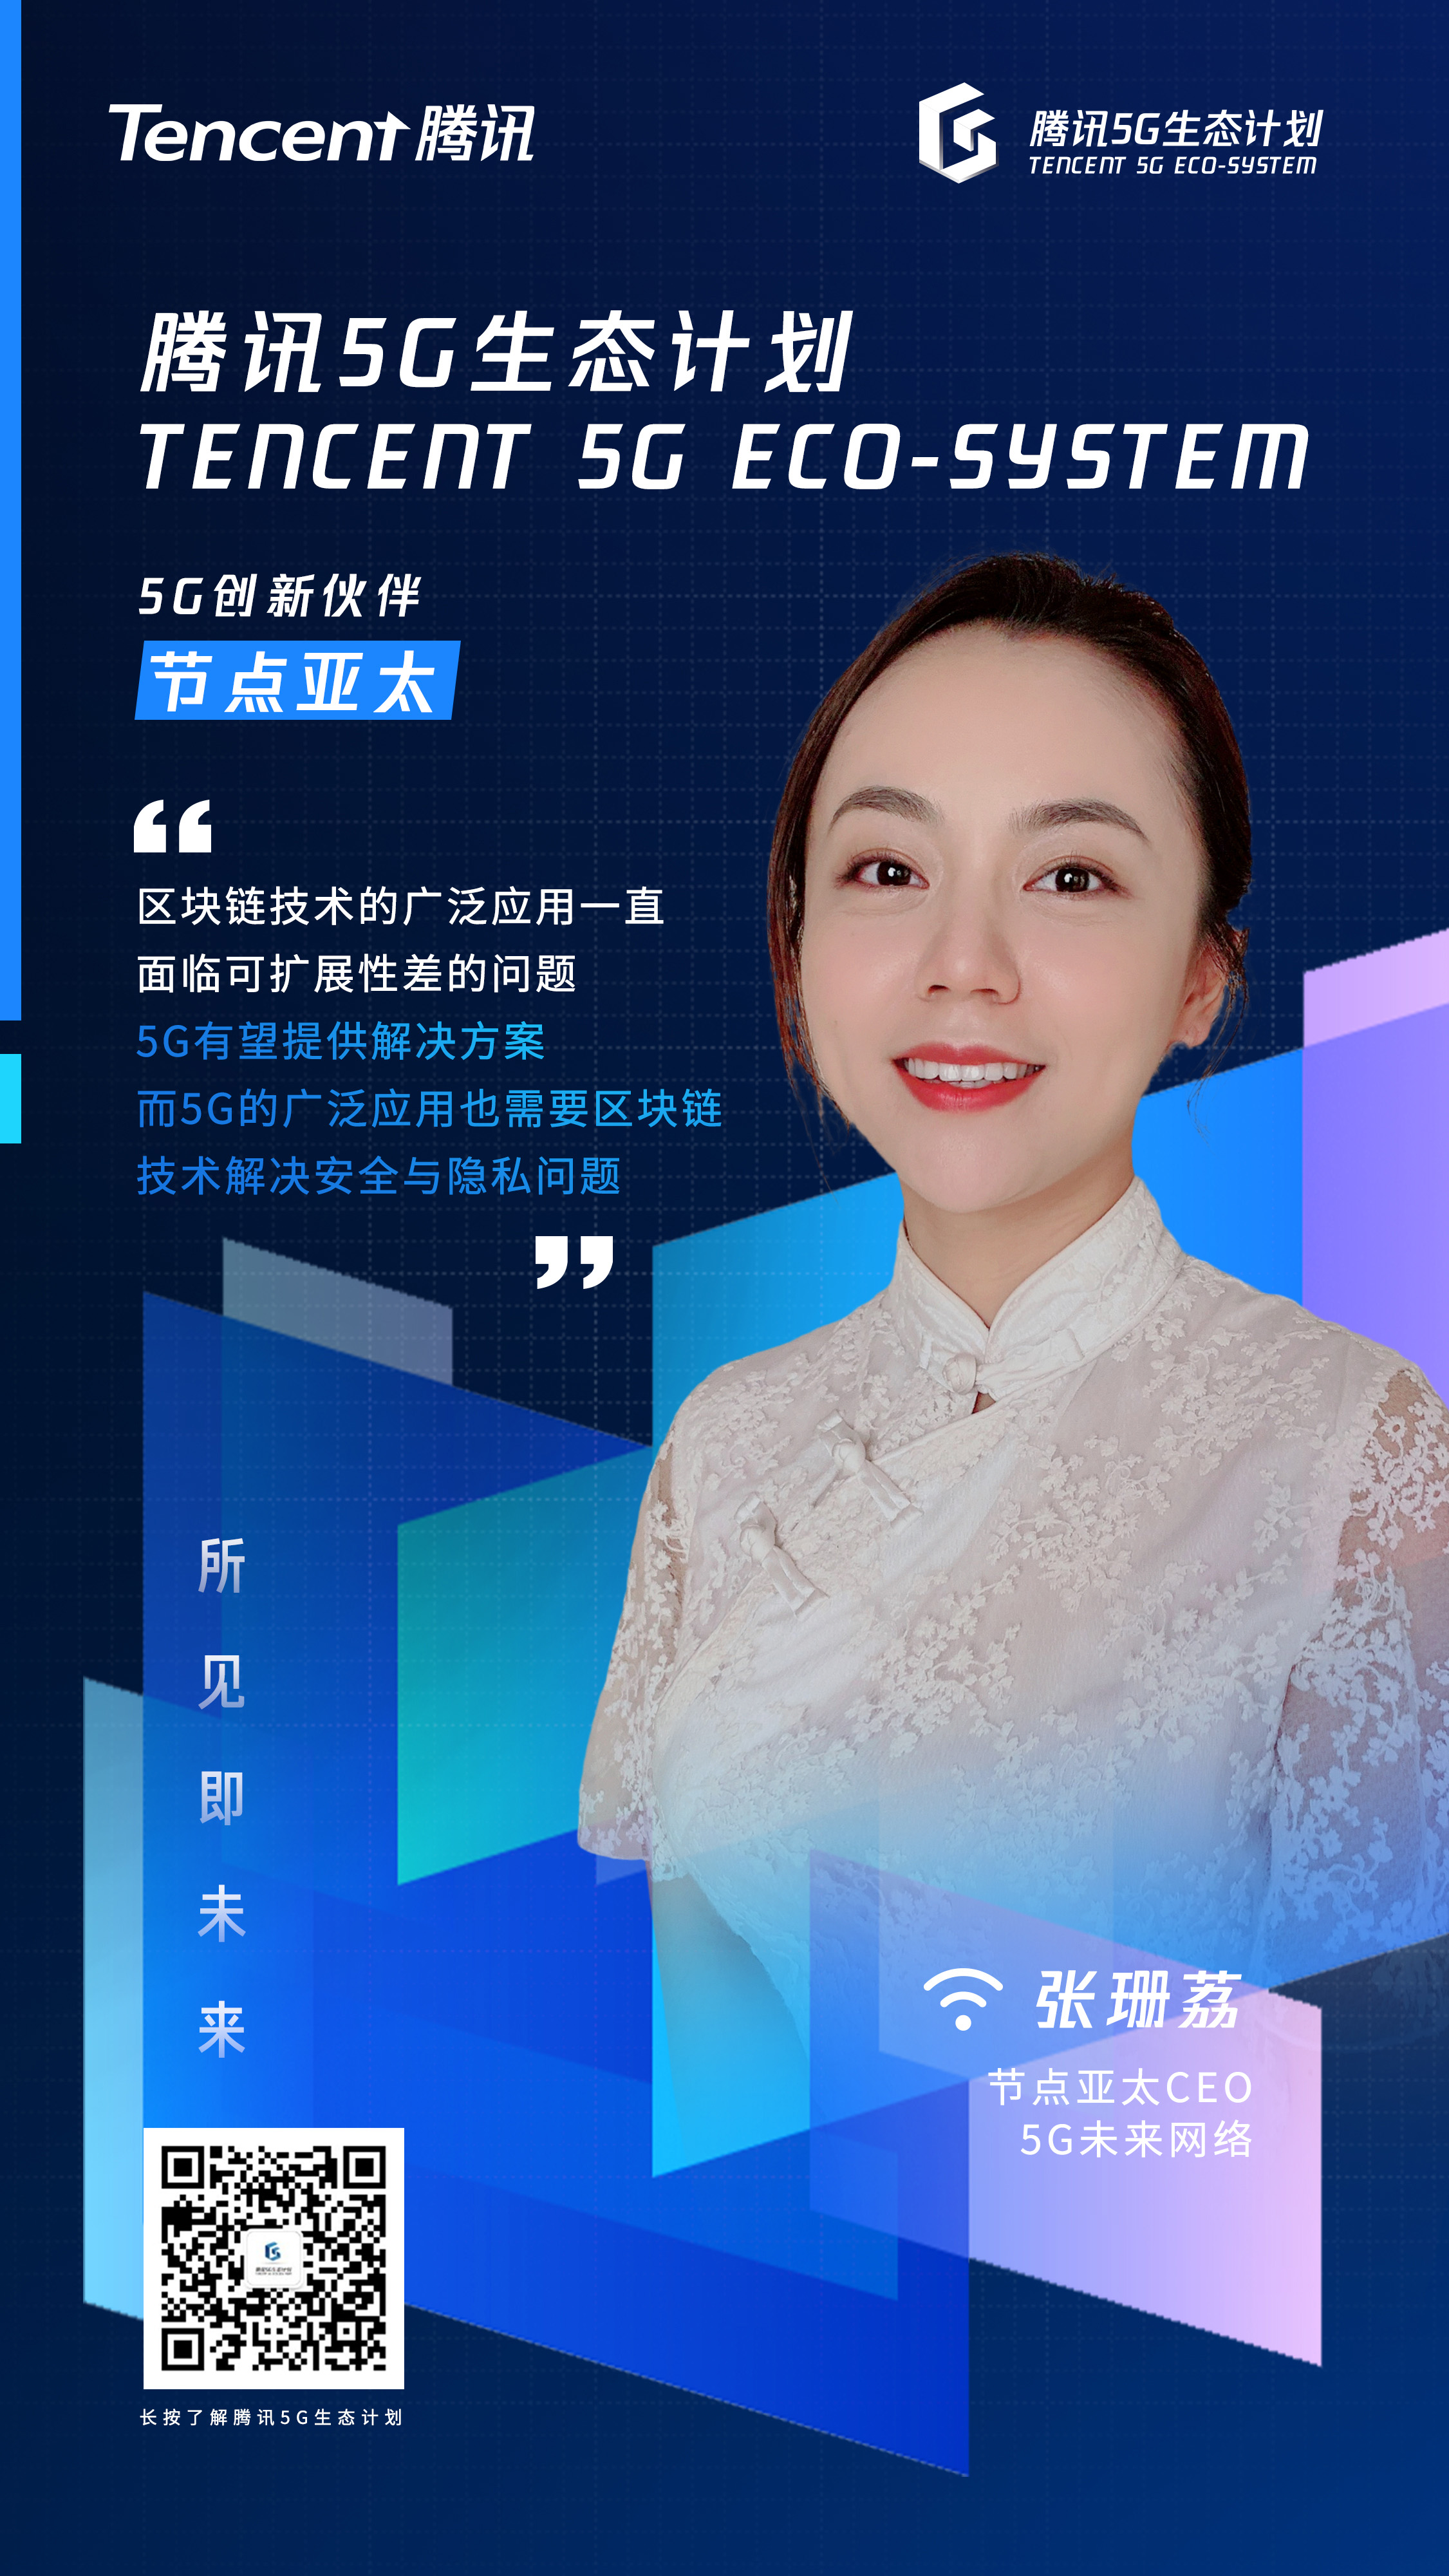 Tencent腾讯
腾讯5G生态计划
TENCENT 5G ECO-SYSTEM
腾讯5G生态计划
TENCENT 5G ECO-SYSTEM
5G创新伙伴
节点亚太
“
区块链技术的广泛应用一直
面临可扩展性差的问题
5G有望提供解决方案
而5G的广泛应用也需要区块链
技术解决安全与隐私问题
”
所见即未来
张珊荔
节点亚太CEO
5G未来网络
长按了解腾讯5G生态计划